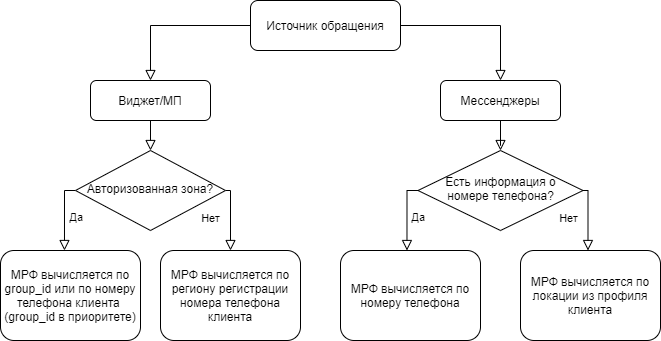 Источник обращения
Виджет/МП
Мессенджеры
Авторизованная зона?
Есть информация о
номере телефона?
Да
Нет
Да
Нет
МРФ вычисляется по
group_id или по номеру
телефона клиента
(group_id в приоритете)
МРФ вычисляется по
региону регистрации
номера телефона
клиента
МРФ вычисляется по
номеру телефона
МРФ вычисляется по
локации из профиля
клиента